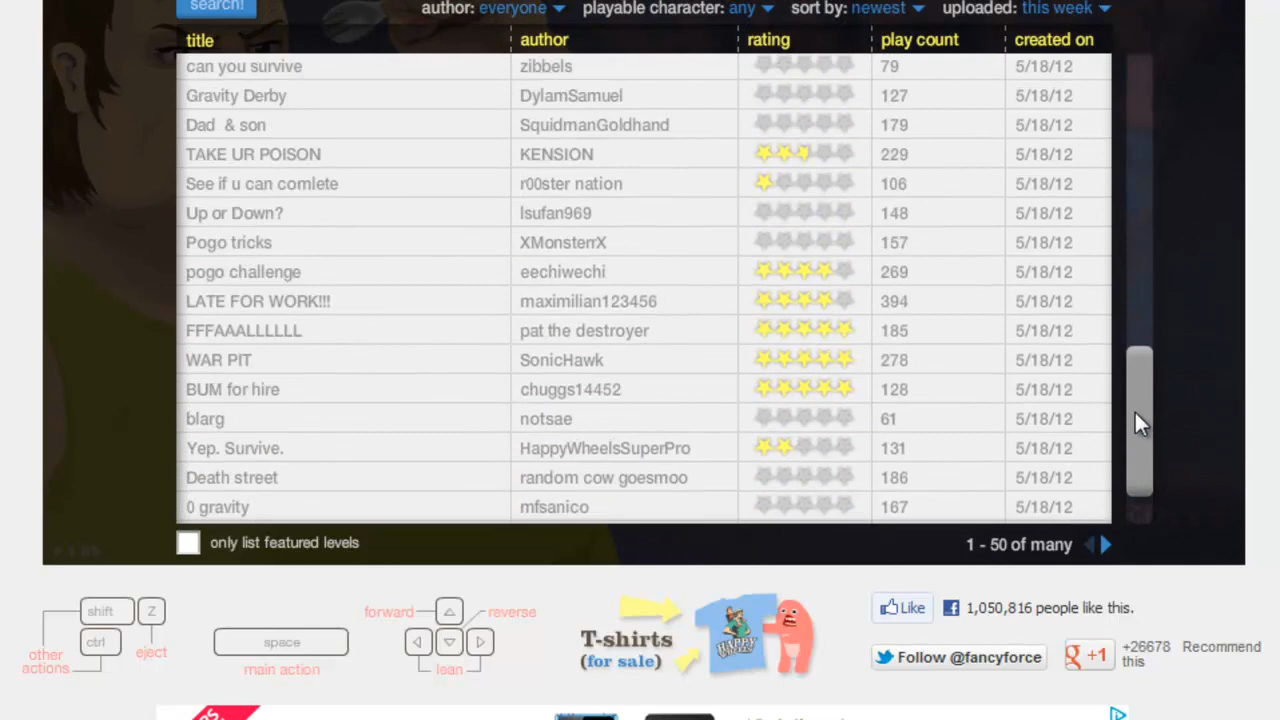 search!
author: everyone playable character: any sort by: newest uploaded: this week
title author rating play count created on
can you survive zibbels 79 5/18/12
Gravity Derby DylamSamuel 127 5/18/12
Dad & son SquidmanGoldhand 179 5/18/12
TAKE UR POISON KENSION 229 5/18/12
See if u can comlete r00ster nation 106 5/18/12
Up or Down? lsufan969 148 5/18/12
Pogo tricks XMonsterrX 157 5/18/12
pogo challenge eechiwechi 269 5/18/12
LATE FOR WORK!!! maximilian123456 394 5/18/12
FFFAAALLLLLL pat the destroyer 185 5/18/12
WAR PIT SonicHawk 278 5/18/12
BUM for hire chuggs14452 128 5/18/12
blarg notsae 61 5/18/12
Yep. Survive. HappyWheelsSuperPro 131 5/18/12
Death street random cow goesmoo 186 5/18/12
0 gravity mfsanico 167 5/18/12
only list featured levels 1 - 50 of many
shift Z
ctrl
other actions
eject
space
main action
forward reverse
lean
T-shirts
(for sale)
HAPPY WHEELS
Like 1,050,816 people like this.
Follow @fancyforce
+1 +26678 Recommend this